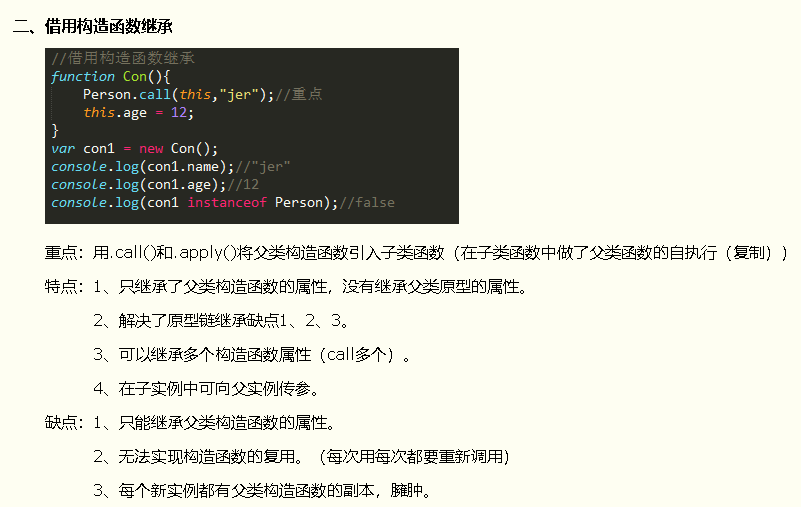 二、借用构造函数继承
//借用构造函数继承
function Con(){
    Person.call(this,"jer");//重点
    this.age = 12;
}
var con1 = new Con();
console.log(con1.name);//"jer"
console.log(con1.age);//12
console.log(con1 instanceof Person);//false
重点：用.call()和.apply()将父类构造函数引入子类函数（在子类函数中做了父类函数的自执行（复制））
特点：1、只继承了父类构造函数的属性，没有继承父类原型的属性。
2、解决了原型链继承缺点1、2、3。
3、可以继承多个构造函数属性（call多个）。
4、在子实例中可向父实例传参。
缺点：1、只能继承父类构造函数的属性。
2、无法实现构造函数的复用。（每次用每次都要重新调用）
3、每个新实例都有父类构造函数的副本，臃肿。